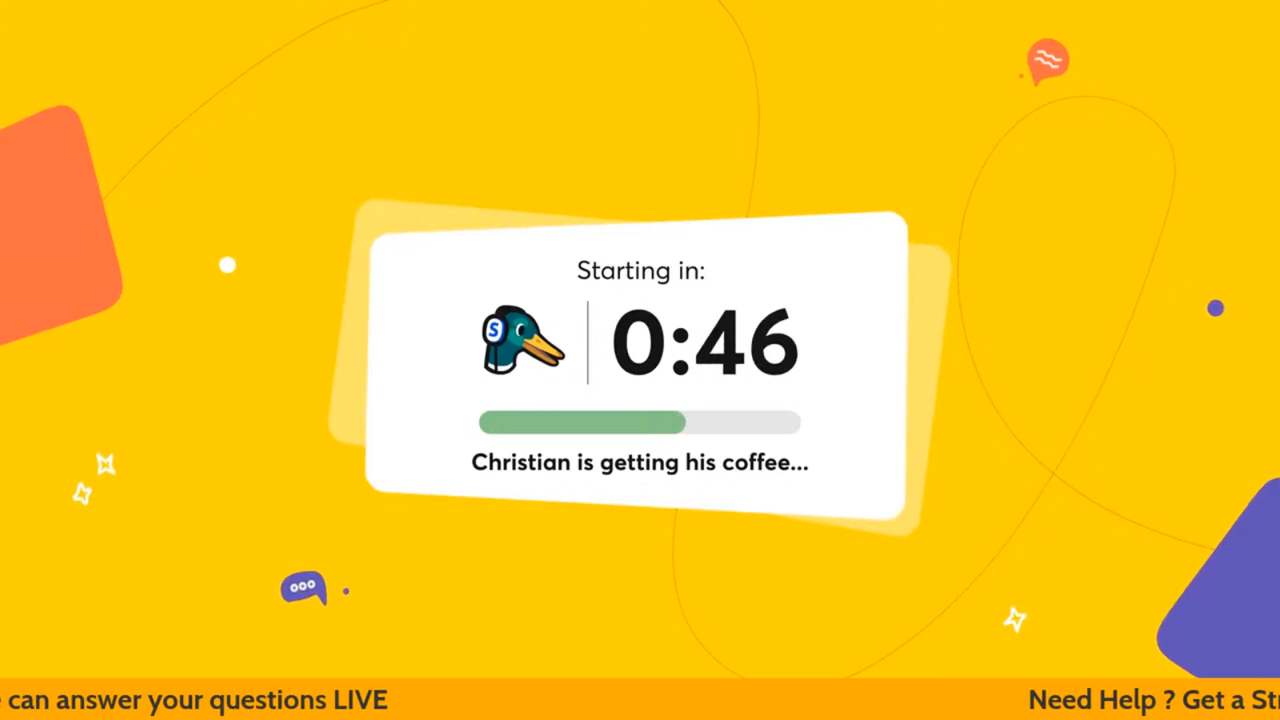 Starting in:
S
0:46
Christian is getting his coffee...
can answer your questions LIVE
Need Help ? Get a